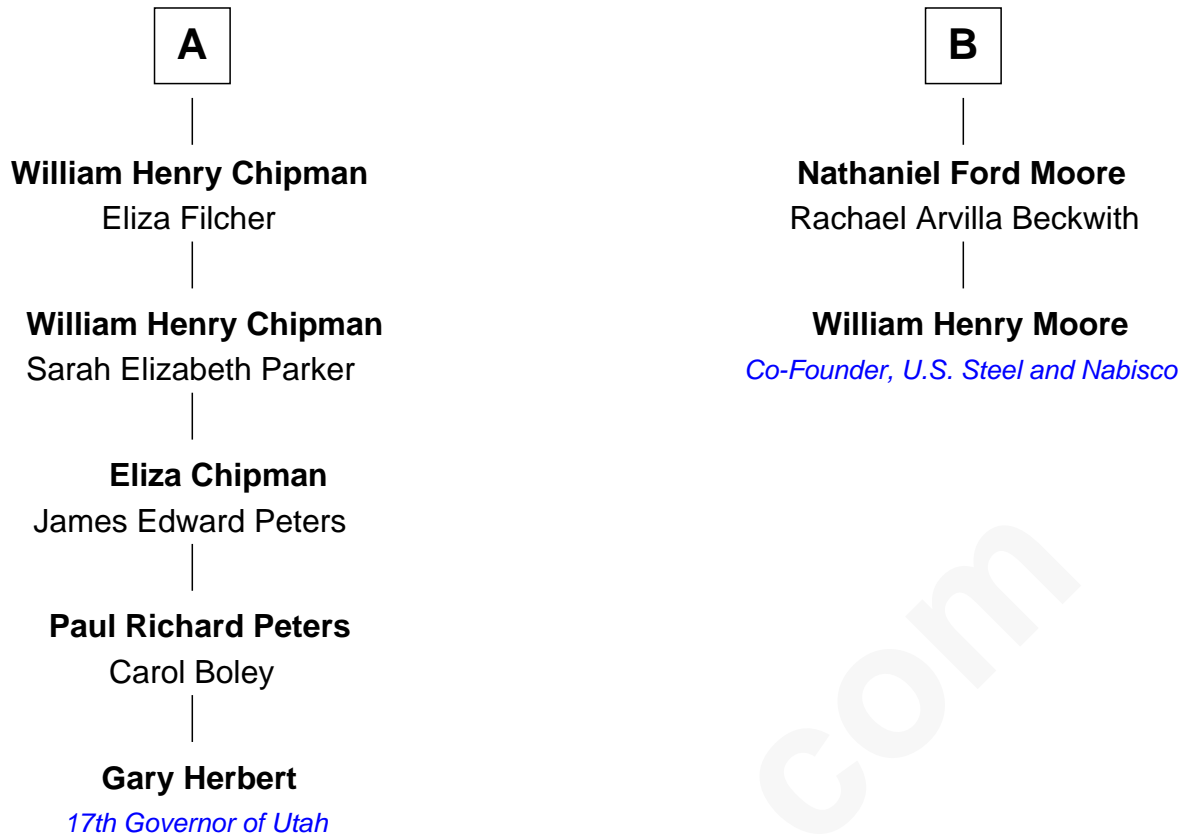 A
William Henry Chipman
Eliza Filcher
William Henry Chipman
Sarah Elizabeth Parker
Eliza Chipman
James Edward Peters
Paul Richard Peters
Carol Boley
Gary Herbert
17th Governor of Utah
B
Nathaniel Ford Moore
Rachael Arvilla Beckwith
William Henry Moore
Co-Founder, U.S. Steel and Nabisco
com